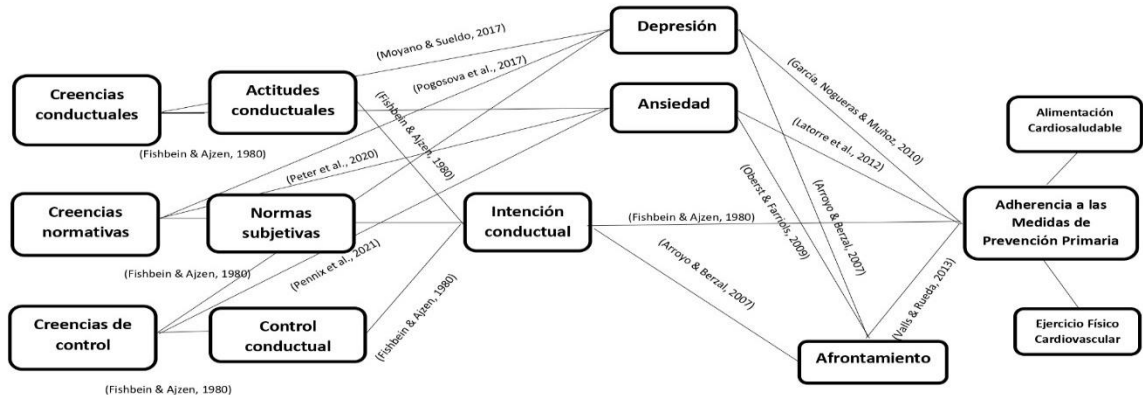 Depresión
(Moyano & Sueldo, 2017)
(García, Nogueras & Muñoz, 2010)
Creencias
conductuales
Actitudes
conductuales
(Pogosova et al., 2017)
Ansiedad
(Fishbein & Ajzen, 1980)
(Latorre et al., 2012)
Alimentación
Cardiosaludable
(Fishbein & Ajzen, 1980)
(Peter et al., 2020)
(Oberst & Farriols, 2009)
(Arroyo & Berzal, 2007)
Creencias
normativas
Normas
subjetivas
Intención
conductual
(Fishbein & Ajzen, 1980)
Adherencia a las
Medidas de
Prevención Primaria
(Fishbein & Ajzen, 1980)
(Pennix et al., 2021)
(Arroyo & Berzal, 2007)
(Valls & Rueda, 2013)
Creencias de
control
Control
conductual
(Fishbein & Ajzen, 1980)
Afrontamiento
Ejercicio Físico
Cardiovascular
(Fishbein & Ajzen, 1980)